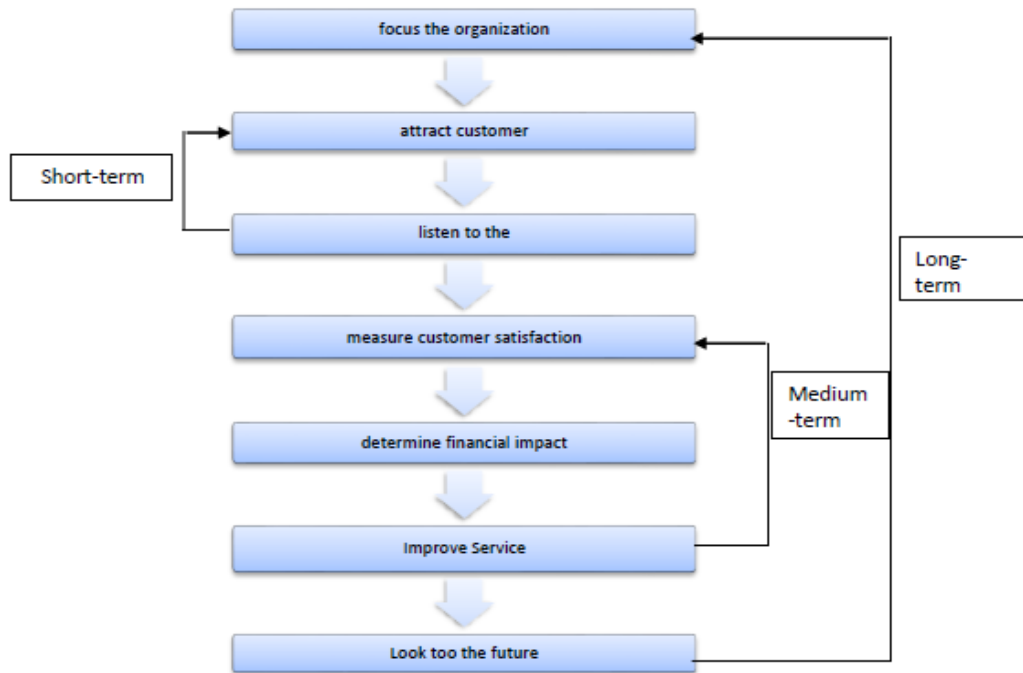 focus the organization
attract customer
Short-term
listen to the
Long-
term
measure customer satisfaction
Medium
-term
determine financial impact
Improve Service
Look too the future